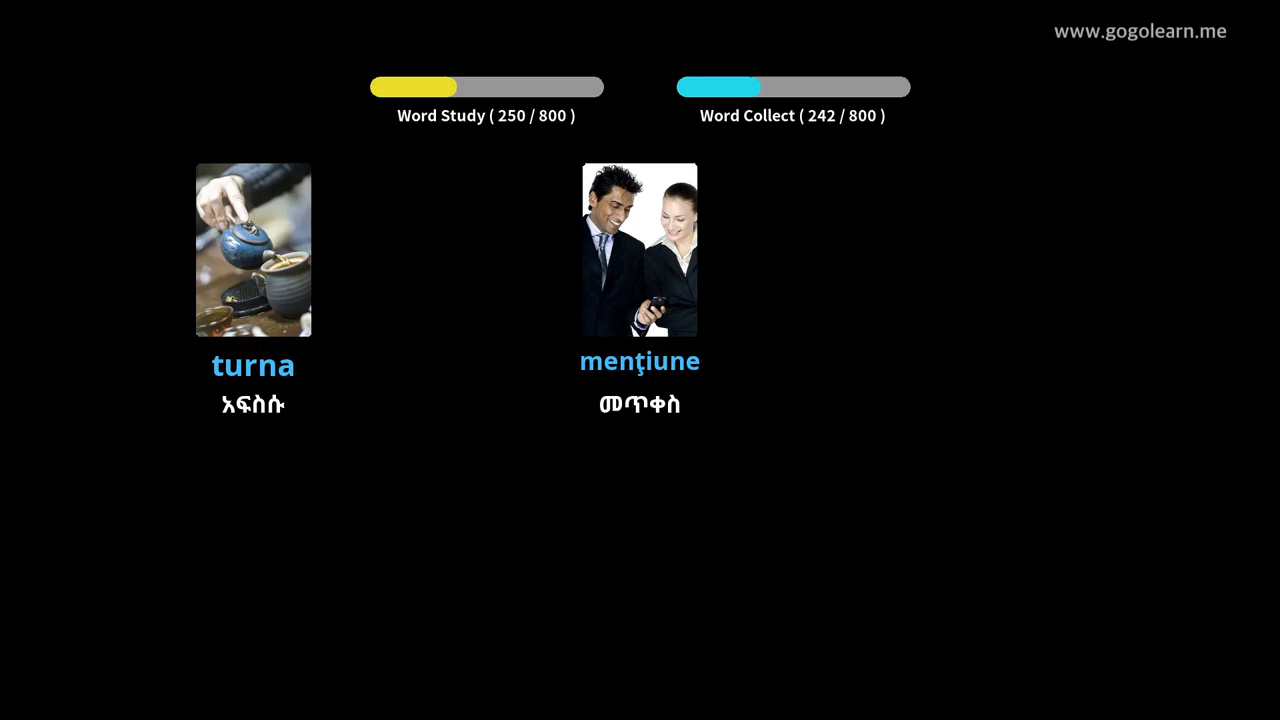 www.gogolearn.me
Word Study ( 250 / 800 )
Word Collect ( 242 / 800 )
turna
አፍስሱ
menţiune
መጥቀስ